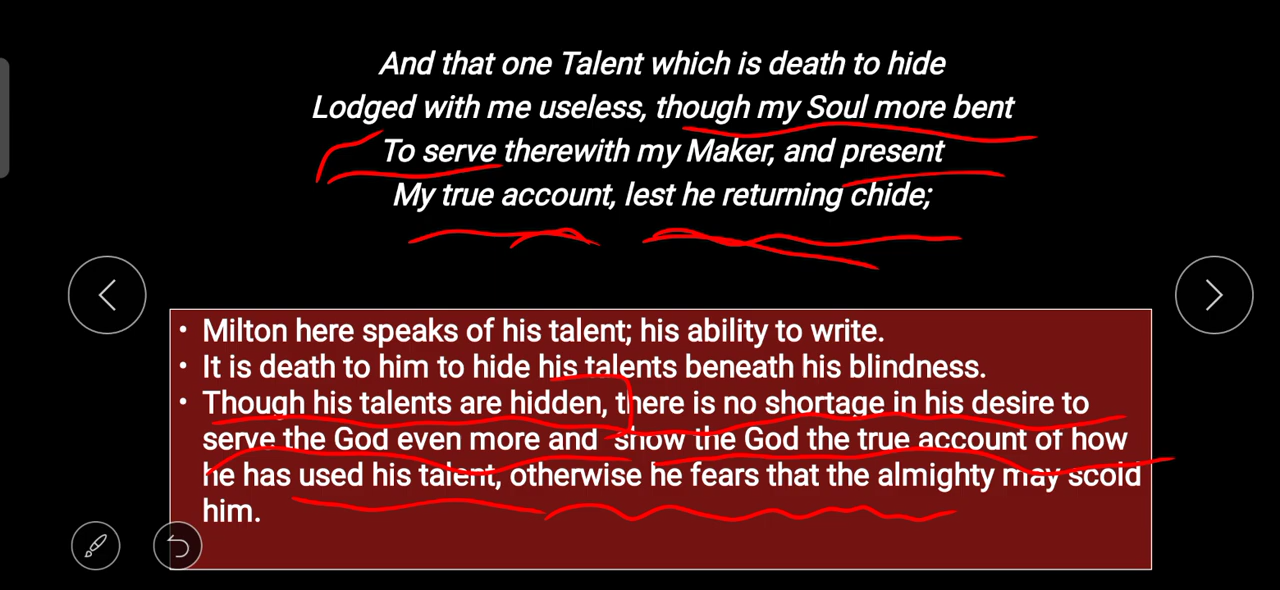 And that one Talent which is death to hide
Lodged with me useless, though my Soul more bent
To serve therewith my Maker, and present
My true account, lest he returning chide;
• Milton here speaks of his talent; his ability to write.
• It is death to him to hide his talents beneath his blindness.
• Though his talents are hidden, there is no shortage in his desire to
serve the God even more and show the God the true account of how
he has used his talent, otherwise he fears that the almighty may scold
him.